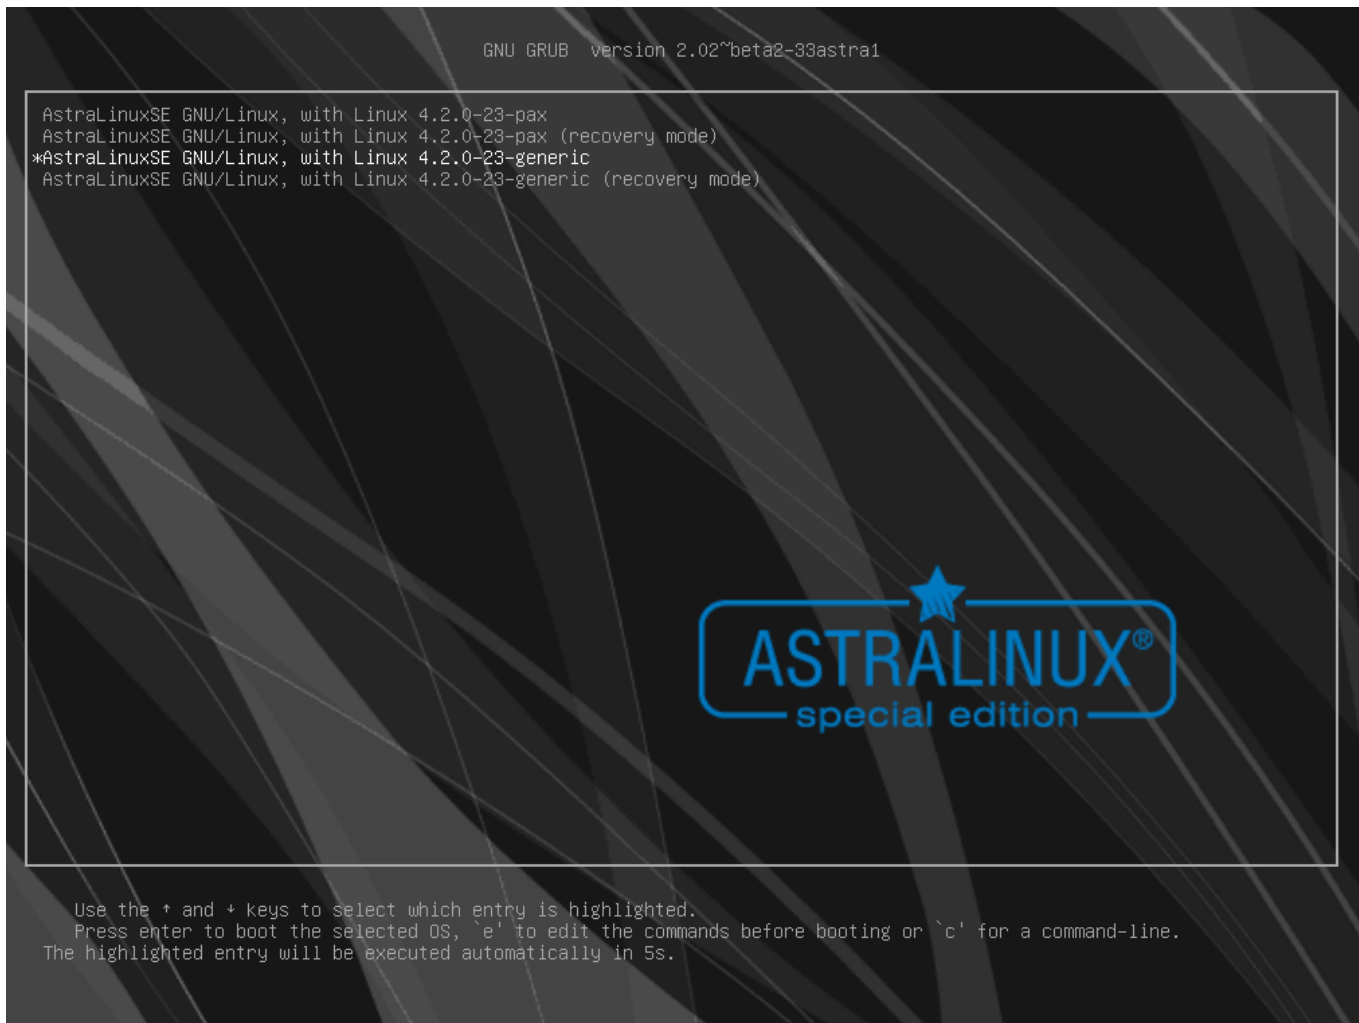 GNU GRUB  version 2.02~beta2-33astra1
AstraLinuxSE GNU/Linux, with Linux 4.2.0-23-pax
AstraLinuxSE GNU/Linux, with Linux 4.2.0-23-pax (recovery mode)
*AstraLinuxSE GNU/Linux, with Linux 4.2.0-23-generic
AstraLinuxSE GNU/Linux, with Linux 4.2.0-23-generic (recovery mode)
ASTRALINUX®
special edition
Use the ↑ and ↓ keys to select which entry is highlighted.
Press enter to boot the selected OS, `e' to edit the commands before booting or `c' for a command-line.
The highlighted entry will be executed automatically in 5s.